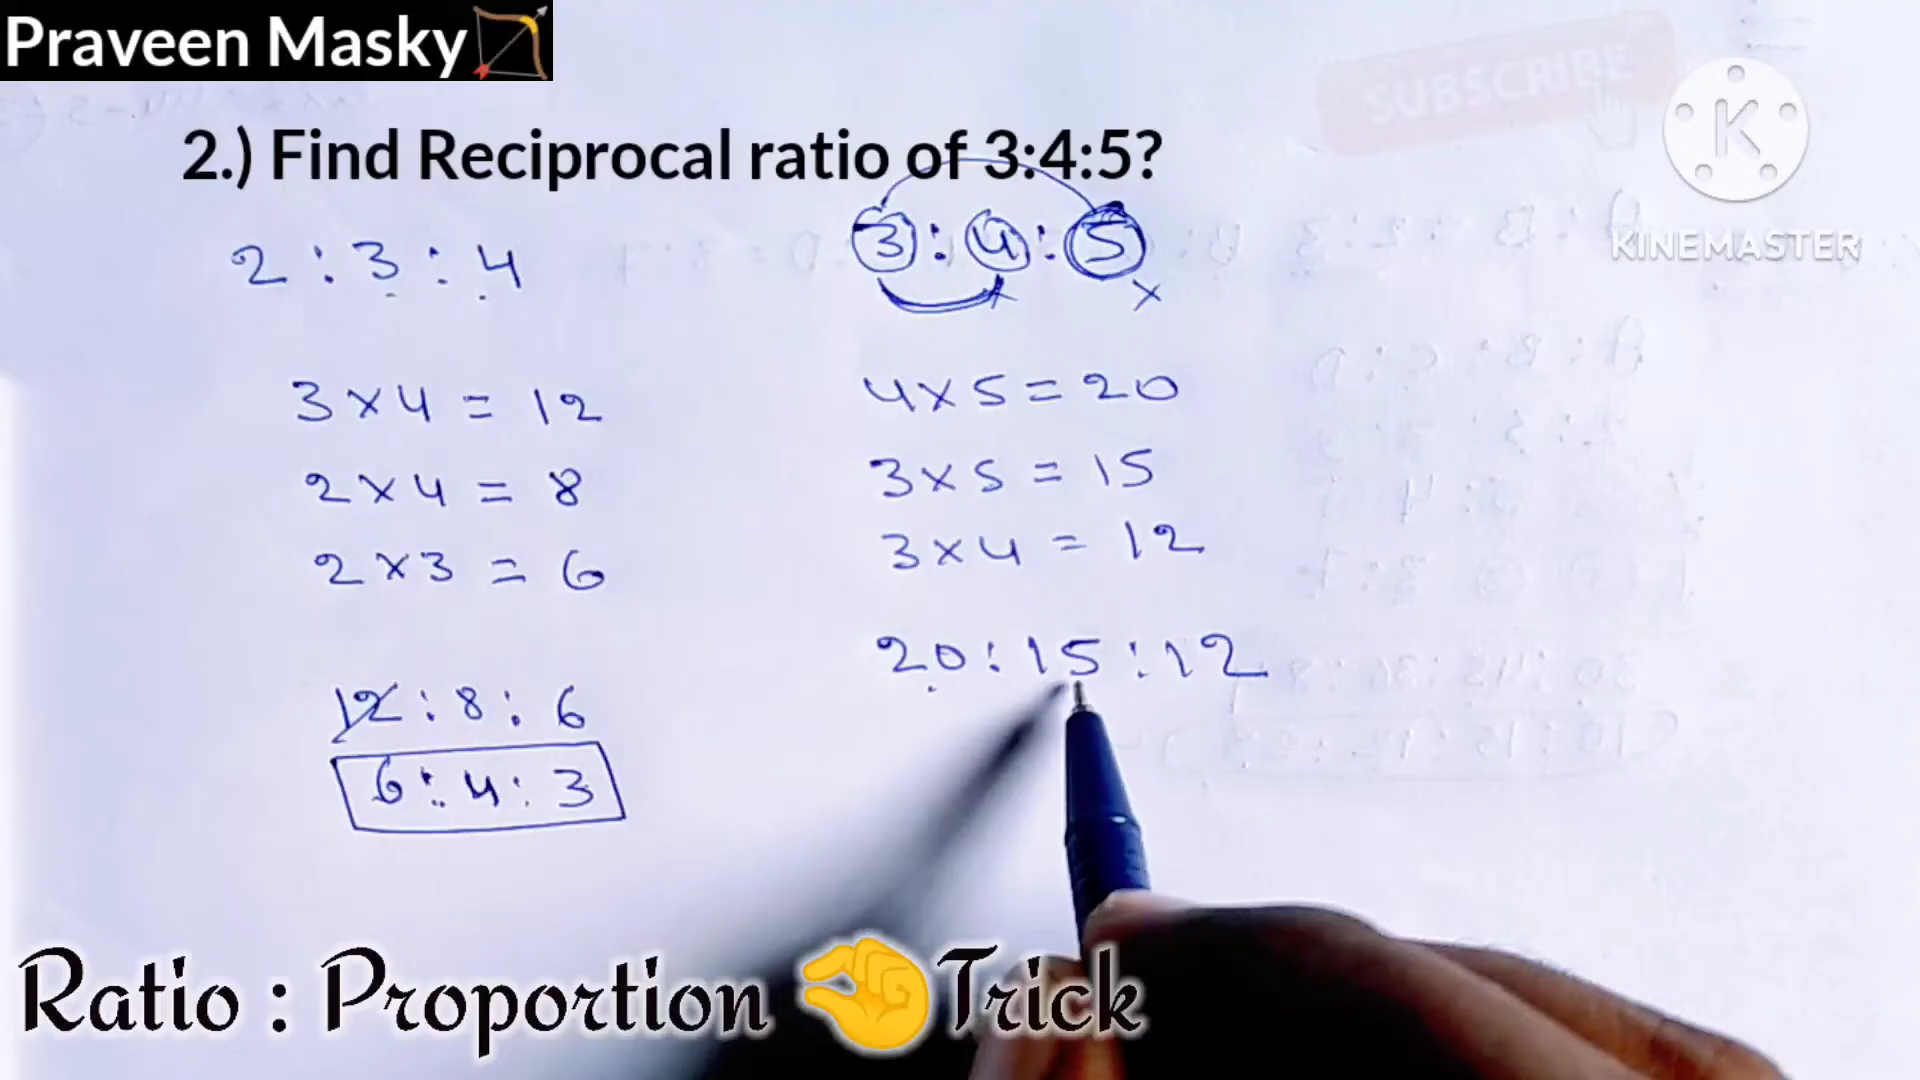 Praveen Masky
SUBSCRIBE
K
KINEMASTER
2.) Find Reciprocal ratio of 3:4:5?
2 : 3 : 4
3 × 4 = 12
2 × 4 = 8
2 × 3 = 6
12 : 8 : 6
6 : 4 : 3
3 : 4 : 5
×
4 × 5 = 20
3 × 5 = 15
3 × 4 = 12
20 : 15 : 12
Ratio : Proportion Trick